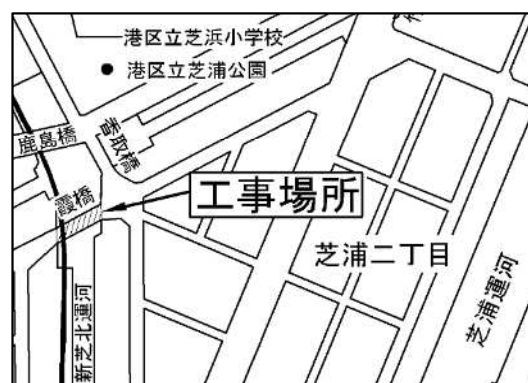 港区立芝浜小学校
港区立芝浦公園
鹿島橋
香取橋
霞橋
工事場所
芝浦二丁目
芝浦運河
新芝北運河